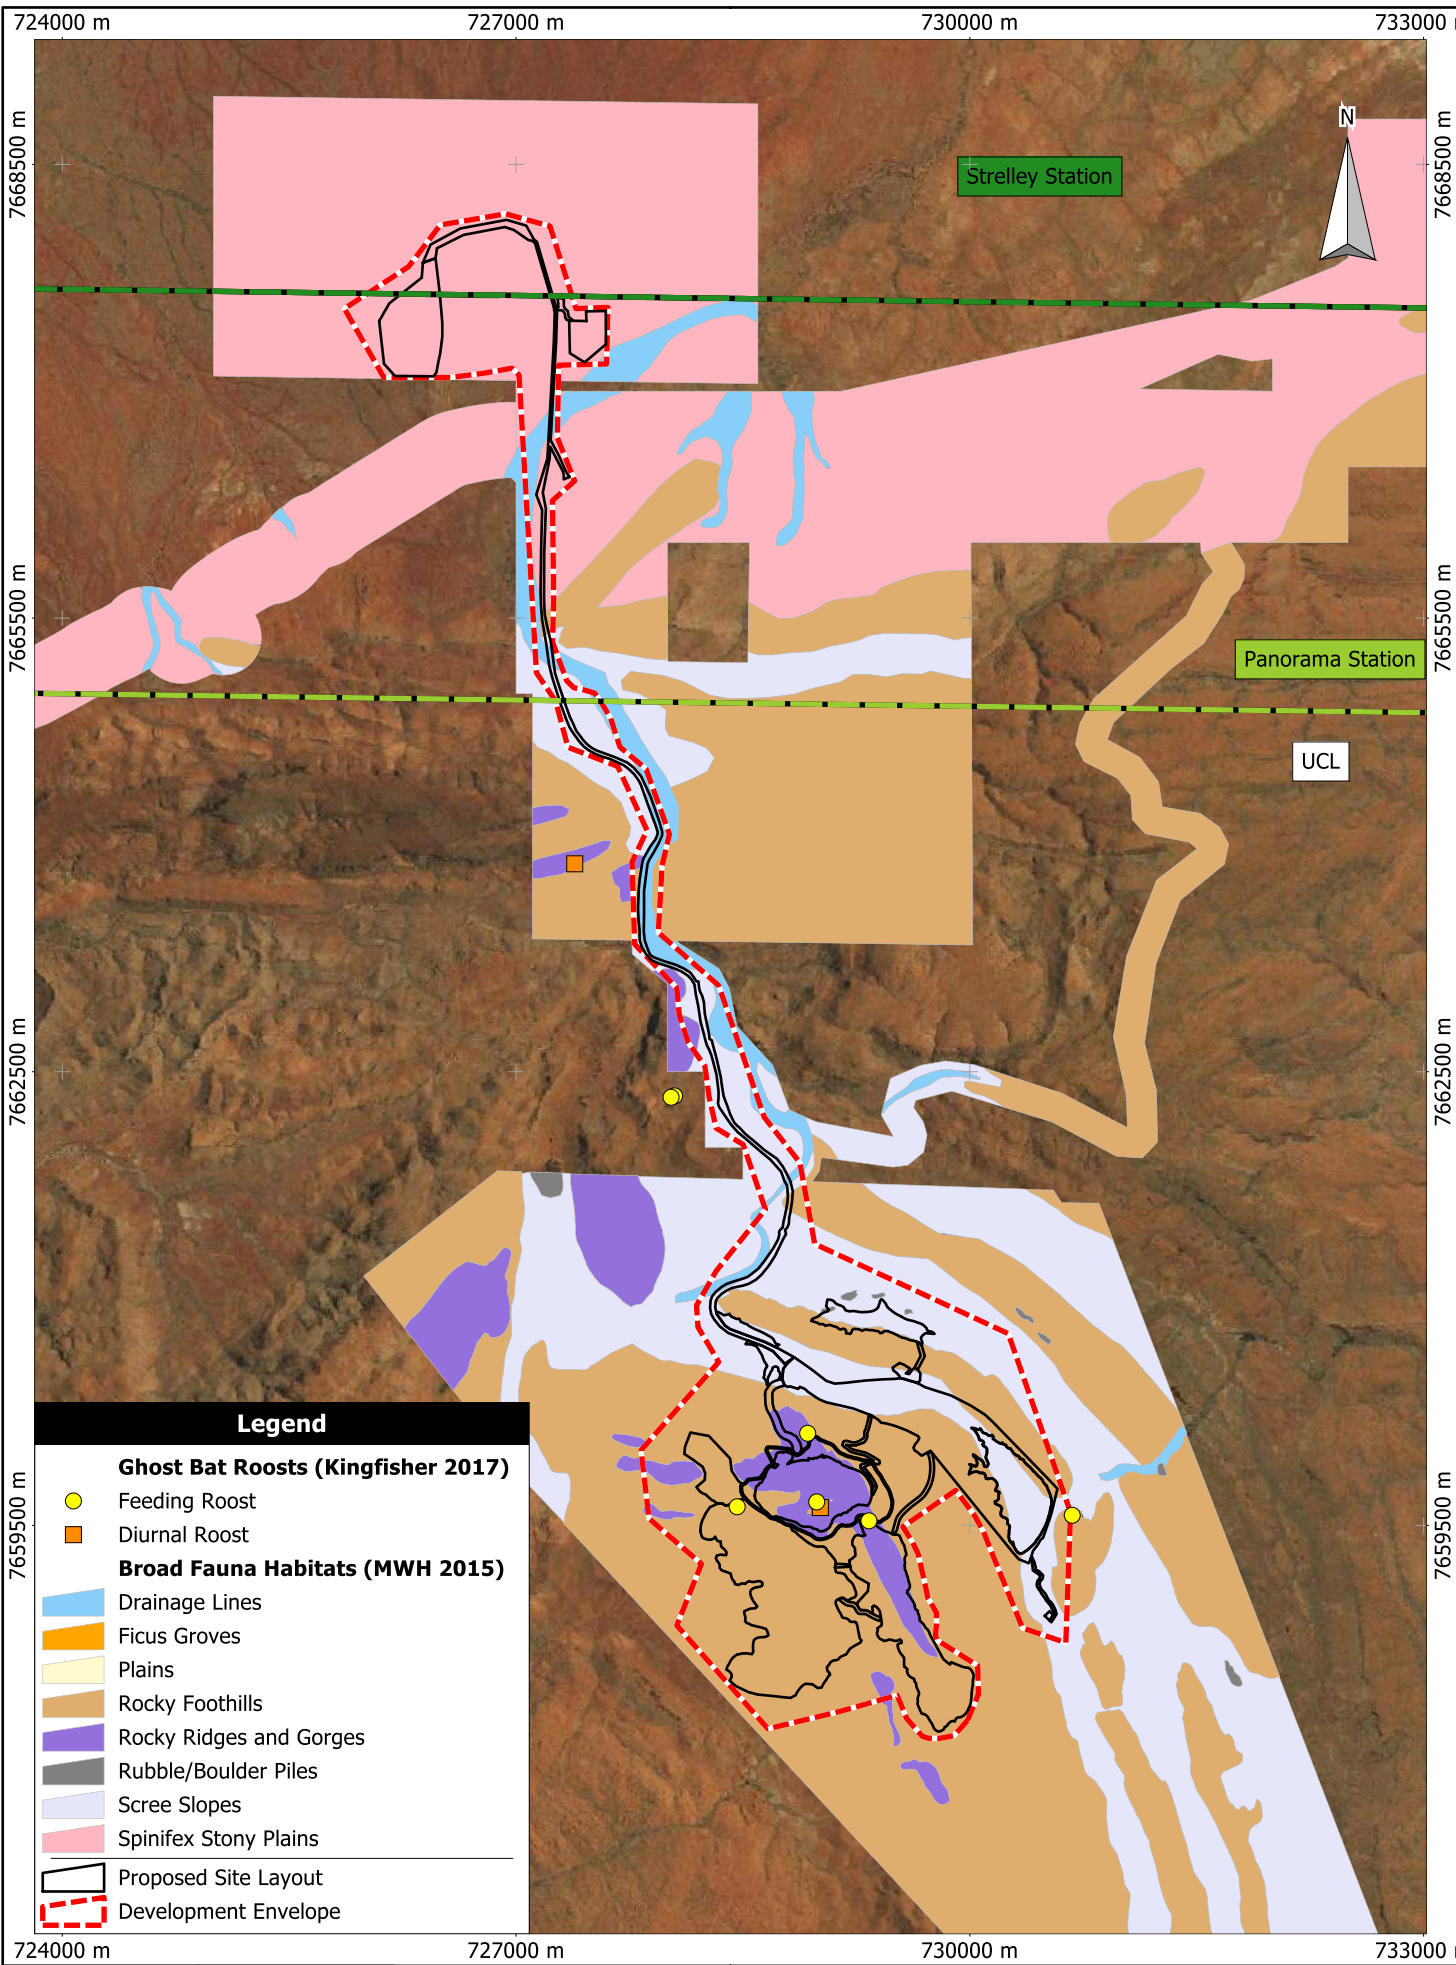 724000 m 727000 m 730000 m 733000
N
7668500 m 7668500 m
Strelley Station
7665500 m 7665500 m
Panorama Station
UCL
7662500 m 7662500 m
7659500 m 7659500 m
Legend
Ghost Bat Roosts (Kingfisher 2017)
Feeding Roost
Diurnal Roost
Broad Fauna Habitats (MWH 2015)
Drainage Lines
Ficus Groves
Plains
Rocky Foothills
Rocky Ridges and Gorges
Rubble/Boulder Piles
Scree Slopes
Spinifex Stony Plains
Proposed Site Layout
Development Envelope
724000 m 727000 m 730000 m 733000